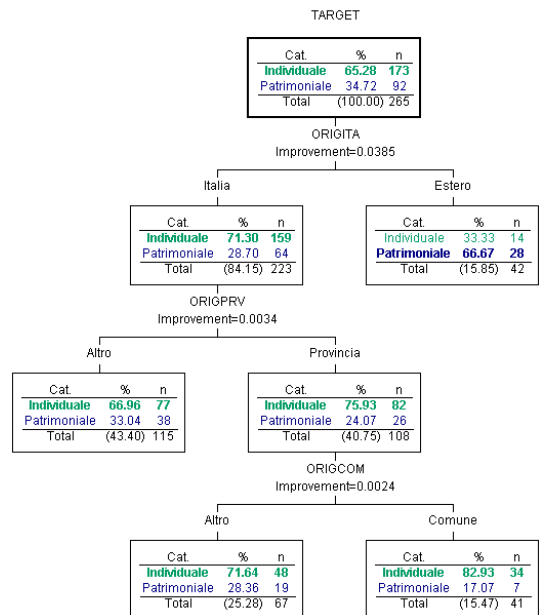 TARGET
Cat. % n
Individuale 65.28 173
Patrimoniale 34.72 92
Total (100.00) 265
ORIGITA
Improvement=0.0385
Italia
Cat. % n
Individuale 71.30 159
Patrimoniale 28.70 64
Total (84.15) 223
Estero
Cat. % n
Individuale 33.33 14
Patrimoniale 66.67 28
Total (15.85) 42
ORIGPRV
Improvement=0.0034
Altro
Cat. % n
Individuale 66.96 77
Patrimoniale 33.04 38
Total (43.40) 115
Provincia
Cat. % n
Individuale 75.93 82
Patrimoniale 24.07 26
Total (40.75) 108
ORIGCOM
Improvement=0.0024
Altro
Cat. % n
Individuale 71.64 48
Patrimoniale 28.36 19
Total (25.28) 67
Comune
Cat. % n
Individuale 82.93 34
Patrimoniale 17.07 7
Total (15.47) 41